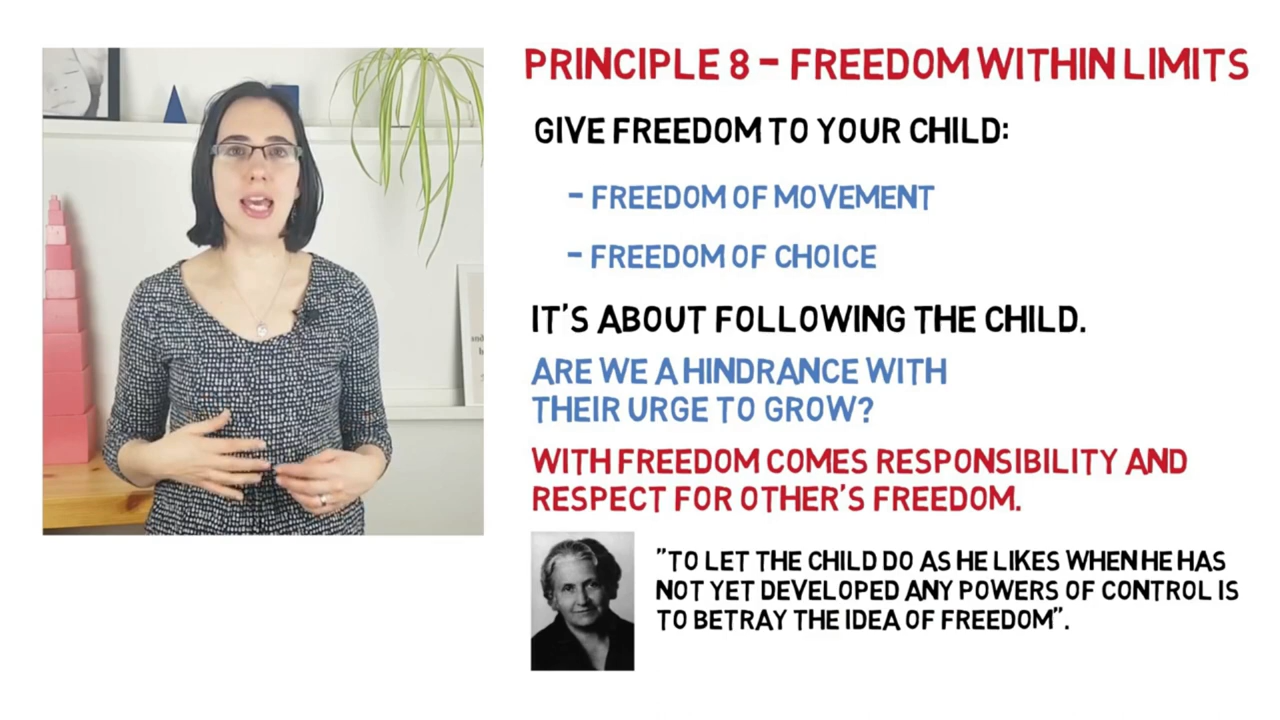 PRINCIPLE 8 - FREEDOM WITHIN LIMITS
GIVE FREEDOM TO YOUR CHILD:
- FREEDOM OF MOVEMENT
- FREEDOM OF CHOICE
IT'S ABOUT FOLLOWING THE CHILD.
ARE WE A HINDRANCE WITH
THEIR URGE TO GROW?
WITH FREEDOM COMES RESPONSIBILITY AND
RESPECT FOR OTHER'S FREEDOM.
"TO LET THE CHILD DO AS HE LIKES WHEN HE HAS
NOT YET DEVELOPED ANY POWERS OF CONTROL IS
TO BETRAY THE IDEA OF FREEDOM".